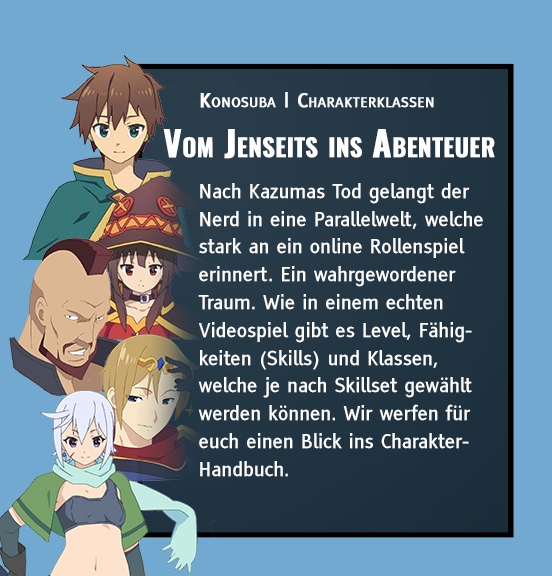 Konosuba | Charakterklassen
Vom Jenseits ins Abenteuer
Nach Kazumas Tod gelangt der
Nerd in eine Parallelwelt, welche
stark an ein online Rollenspiel
erinnert. Ein wahrgewordener
Traum. Wie in einem echten
Videospiel gibt es Level, Fähig-
keiten (Skills) und Klassen,
welche je nach Skillset gewählt
werden können. Wir werfen für
euch einen Blick ins Charakter-
Handbuch.